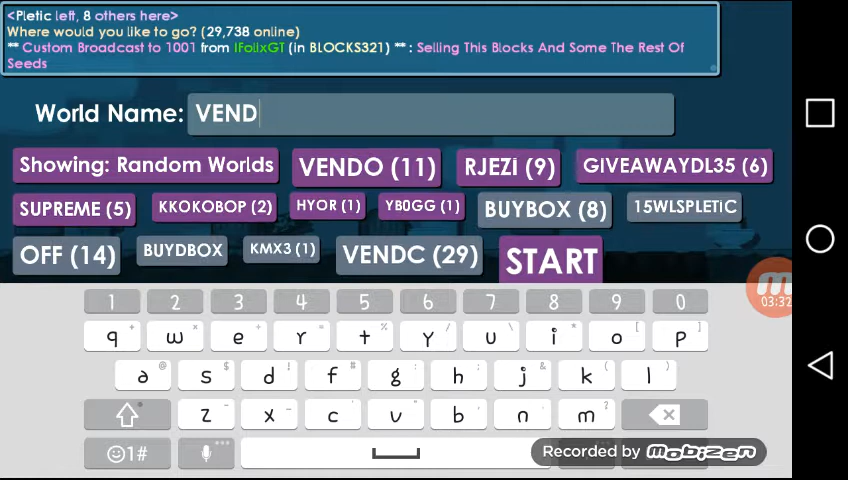 <Pletic left, 8 others here>
Where would you like to go? (29,738 online)
** Custom Broadcast to 1001 from IFolixGT (in BLOCKS321) ** : Selling This Blocks And Some The Rest Of
Seeds
World Name: VEND
Showing: Random Worlds VENDO (11) RJEZi (9) GIVEAWAYDL35 (6)
SUPREME (5) KKOKOBOP (2) HYOR (1) YB0GG (1) BUYBOX (8) 15WLSPLETiC
OFF (14) BUYDBOX KMX3 (1) VENDC (29) START
03:32
1 2 3 4 5 6 7 8 9 0
q w e r t y u i o p
a s d f g h j k l
z x c v b n m
1#
Recorded by mobizen